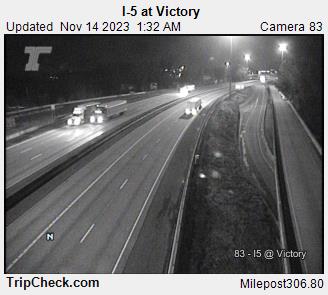 I-5 at Victory
Updated Nov 14 2023 1:32 AM Camera 83
T
N
83 - I5 @ Victory
TripCheck.com Milepost306.80